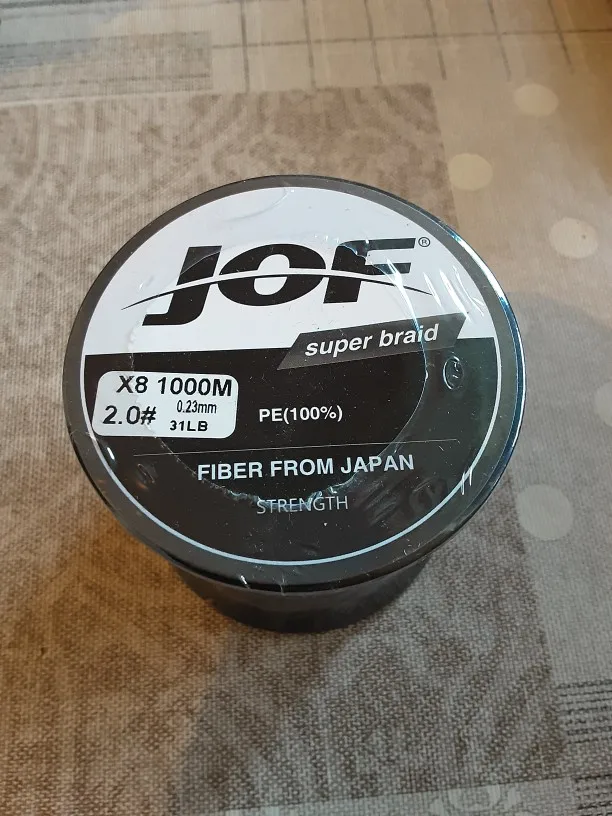 JOF®
super braid
X8 1000M
2.0# 0.23mm
31LB
PE(100%)
FIBER FROM JAPAN
STRENGTH